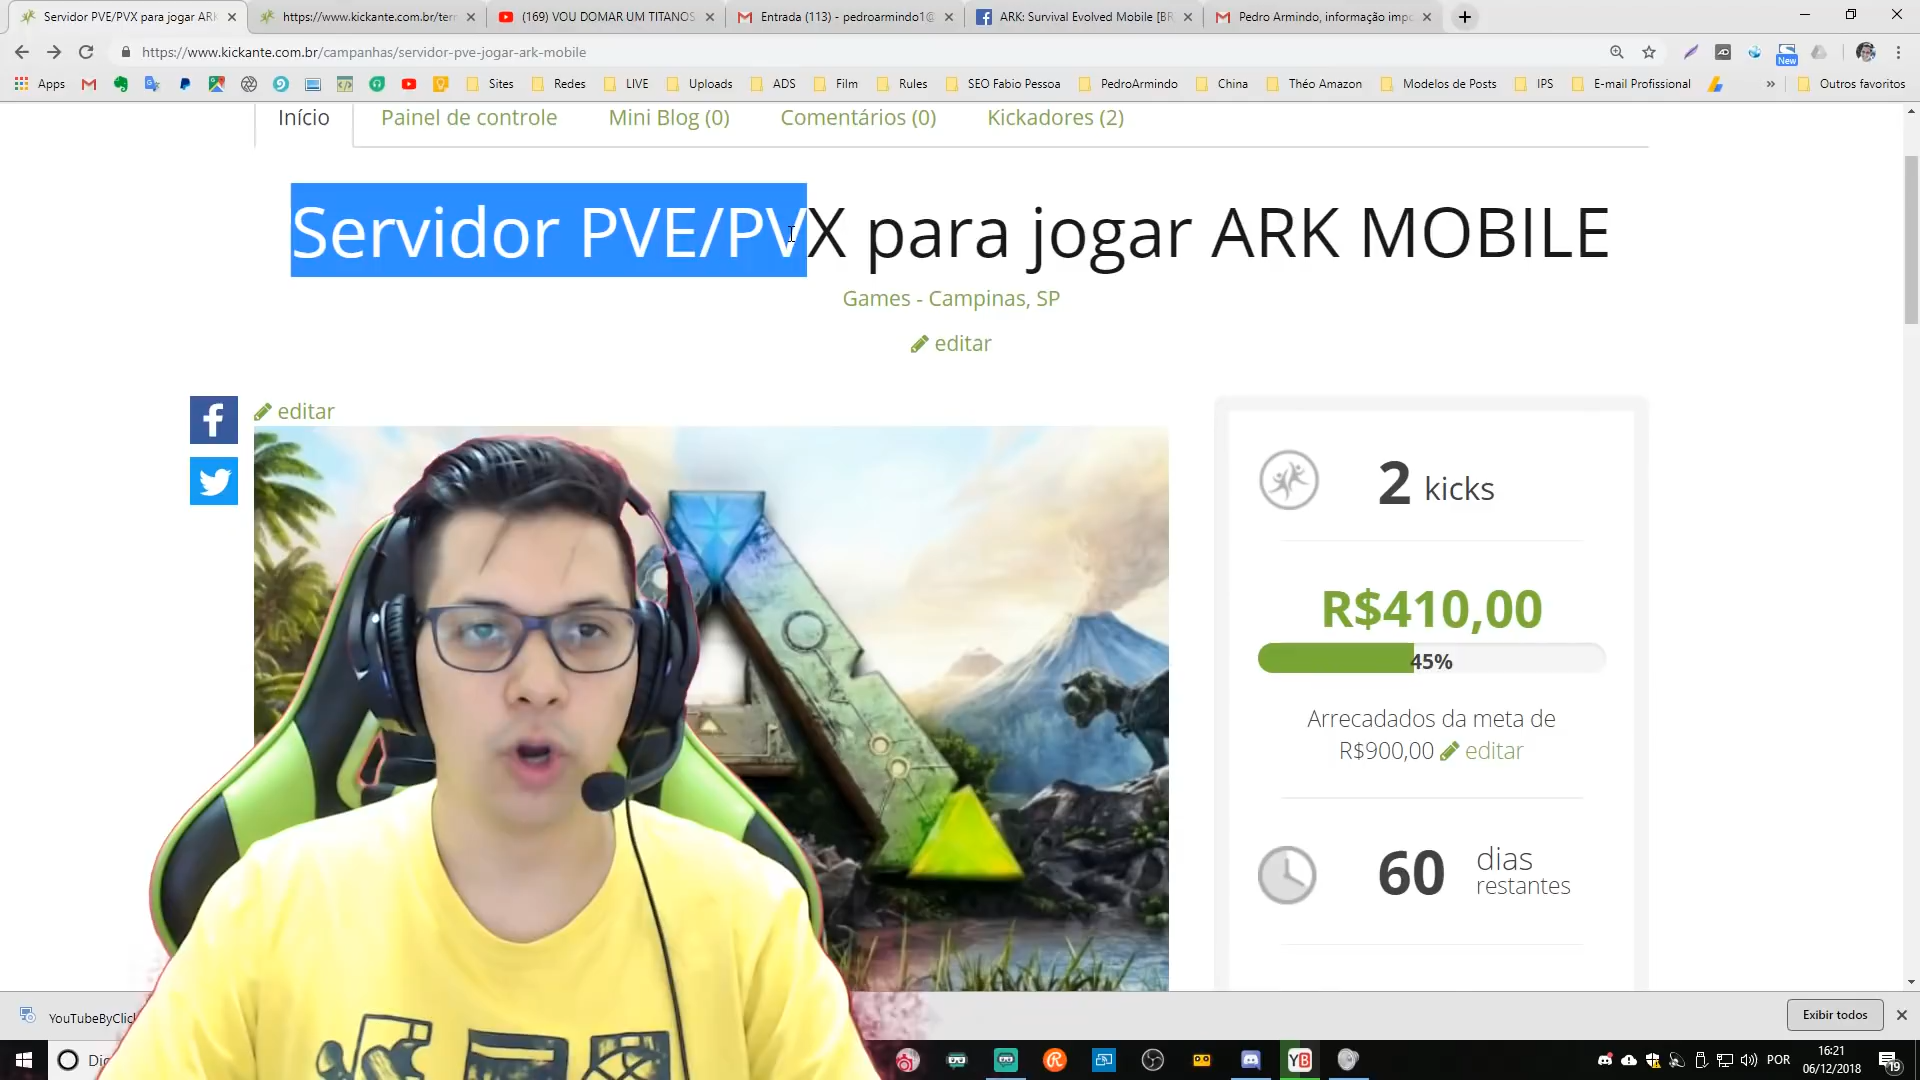 Servidor PVE/PVX para jogar ARK
https://www.kickante.com.br/terr
(169) VOU DOMAR UM TITANOS
Entrada (113) - pedroarmindo1@
ARK: Survival Evolved Mobile [BR
Pedro Armindo, informação impo
https://www.kickante.com.br/campanhas/servidor-pve-jogar-ark-mobile
New
Apps
Sites
Redes
LIVE
Uploads
ADS
Film
Rules
SEO Fabio Pessoa
PedroArmindo
China
Théo Amazon
Modelos de Posts
IPS
E-mail Profissional
»
Outros favoritos
Início
Painel de controle
Mini Blog (0)
Comentários (0)
Kickadores (2)
Servidor PVE/PVX para jogar ARK MOBILE
Games - Campinas, SP
editar
editar
2 kicks
R$410,00
45%
Arrecadados da meta de
R$900,00 editar
60 dias
restantes
YouTubeByClic
Exibir todos
YB
POR
16:21
06/12/2018
19